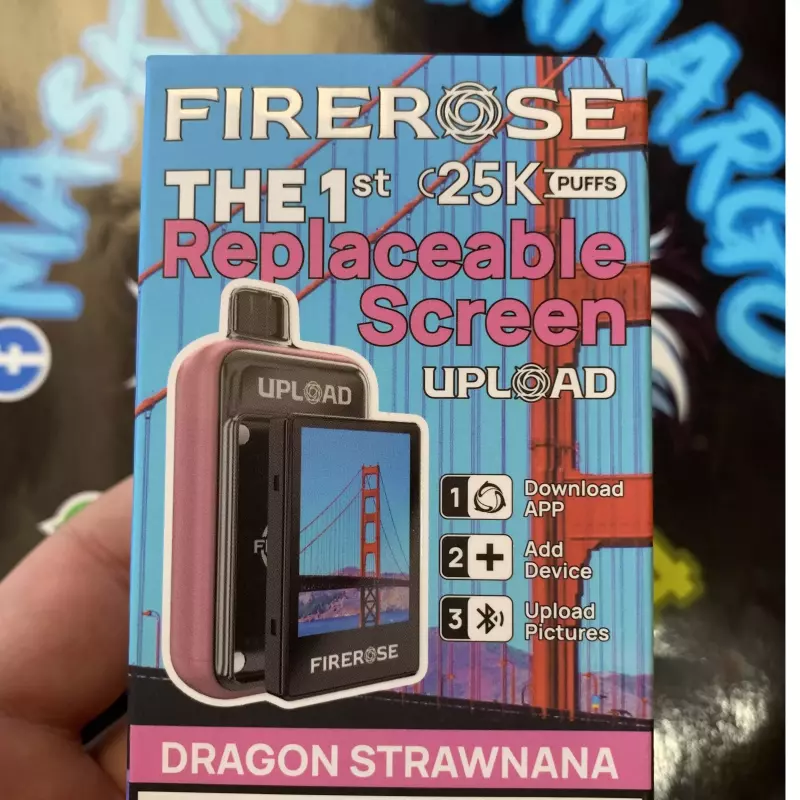 FIREROSE
THE 1st
25K PUFFS
Replaceable
Screen
UPLOAD
UPLOAD
FIREROSE
1 Download
APP
2 Add
Device
3 Upload
Pictures
DRAGON STRAWNANA